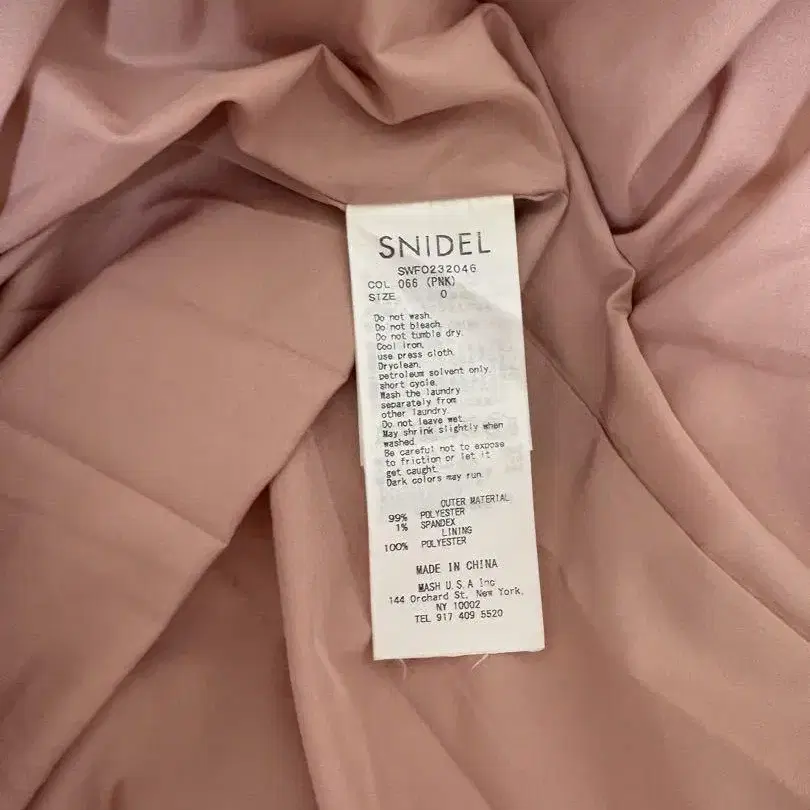 SNIDEL
SWFO232046
COL 066 (PNK)
SIZE 0
Do not wash.
Do not bleach.
Do not tumble dry.
Cool iron,
use press cloth.
Dryclean,
petroleum solvent only.
short cycle.
Wash the laundry
separately from
other laundry.
Do not leave wet.
May shrink slightly when
washed.
Be careful not to expose
to friction or let it
get caught.
Dark colors may run.
OUTER MATERIAL
99% POLYESTER
1% SPANDEX
LINING
100% POLYESTER
MADE IN CHINA
MASH U.S.A Inc
144 Orchard St, New York,
NY 10002
TEL 917 409 5520